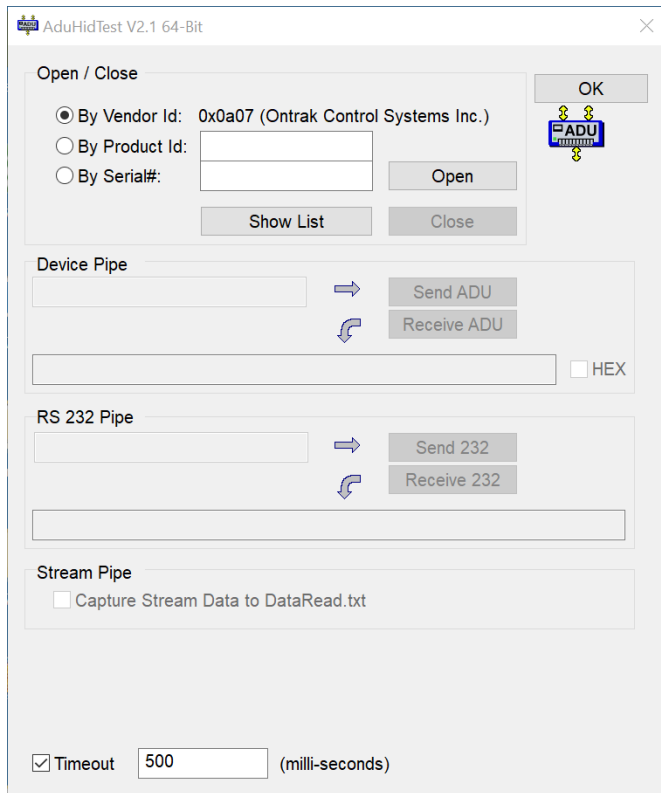 AduHidTest V2.1 64-Bit
Open / Close
OK
By Vendor Id: 0x0a07 (Ontrak Control Systems Inc.)
ADU
By Product Id:
By Serial#:
Open
Show List
Close
Device Pipe
Send ADU
Receive ADU
HEX
RS 232 Pipe
Send 232
Receive 232
Stream Pipe
Capture Stream Data to DataRead.txt
Timeout 500 (milli-seconds)